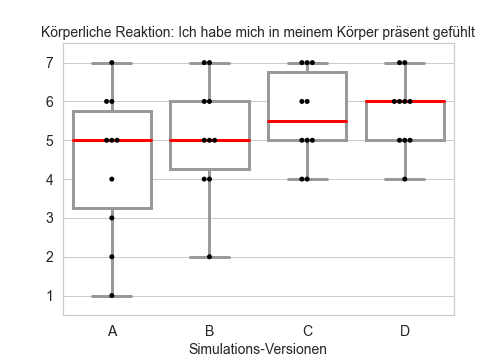 Körperliche Reaktion: Ich habe mich in meinem Körper präsent gefühlt
7
6
5
4
3
2
1
A B C D
Simulations-Versionen